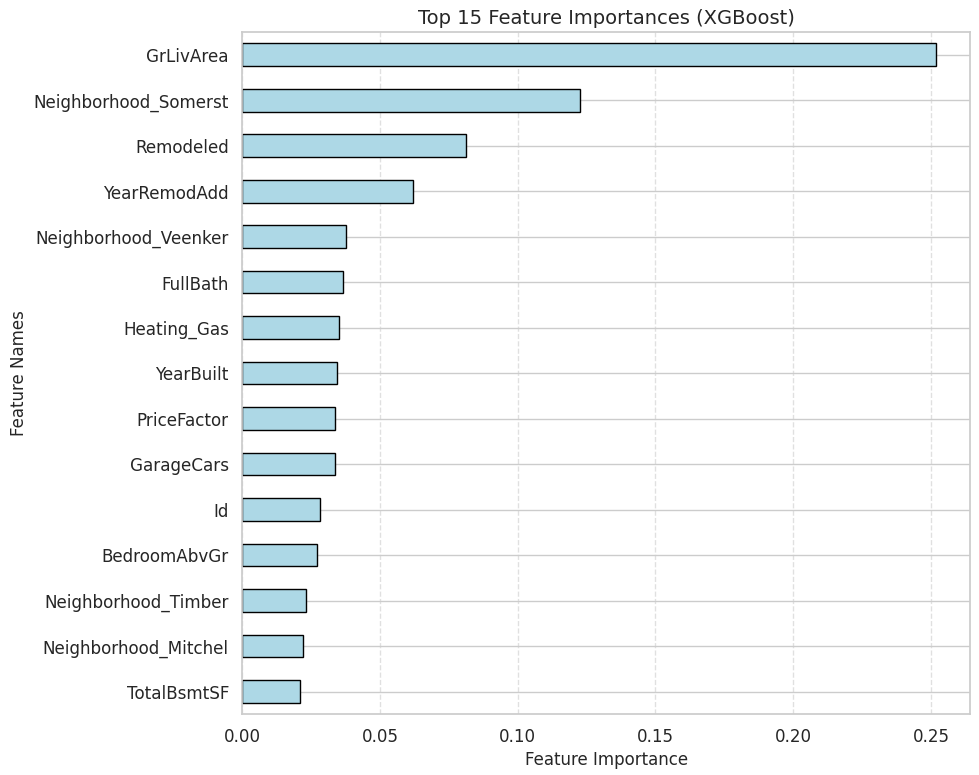 Top 15 Feature Importances (XGBoost)
GrLivArea
Neighborhood_Somerst
Remodeled
YearRemodAdd
Neighborhood_Veenker
FullBath
Heating_Gas
YearBuilt
PriceFactor
GarageCars
Id
BedroomAbvGr
Neighborhood_Timber
Neighborhood_Mitchel
TotalBsmtSF
Feature Names
0.00 0.05 0.10 0.15 0.20 0.25
Feature Importance